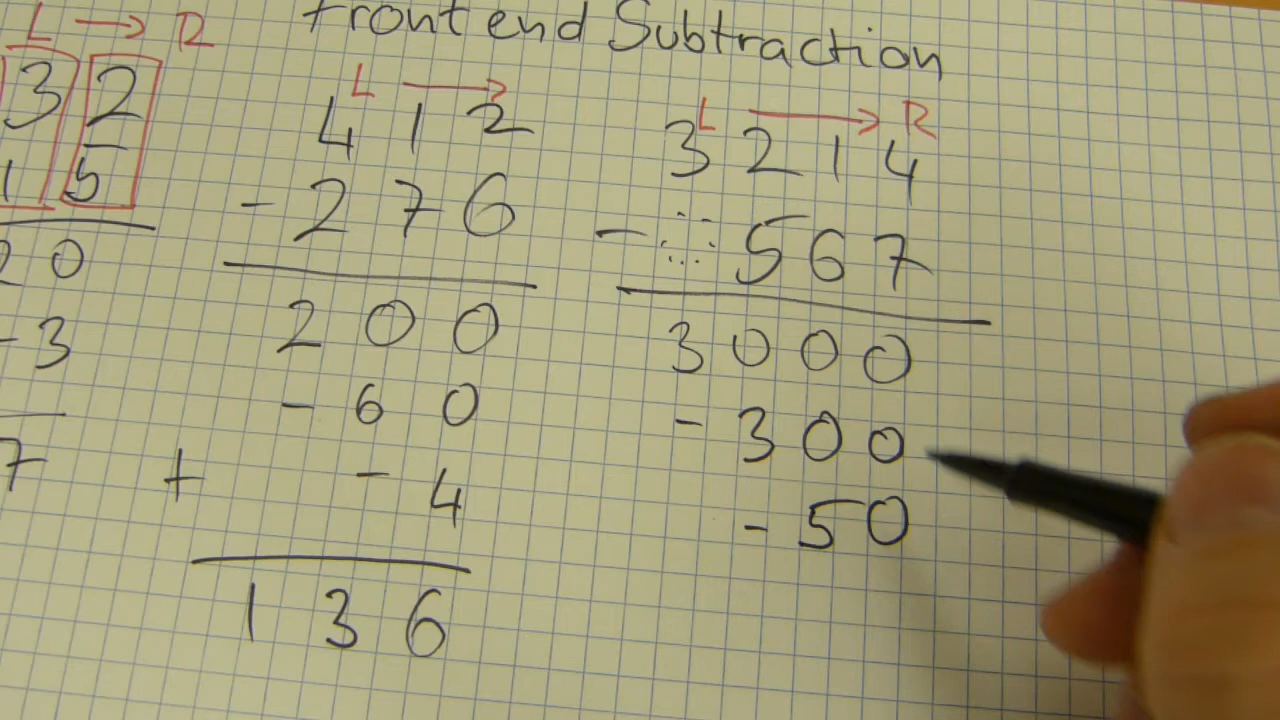 Front end Subtraction
L → R
3 2
1 5
2 0
- 3
7
L →
4 1 2
- 2 7 6
2 0 0
- 6 0
+ - 4
1 3 6
L → R
3 2 1 4
- 5 6 7
3 0 0 0
- 3 0 0
- 5 0